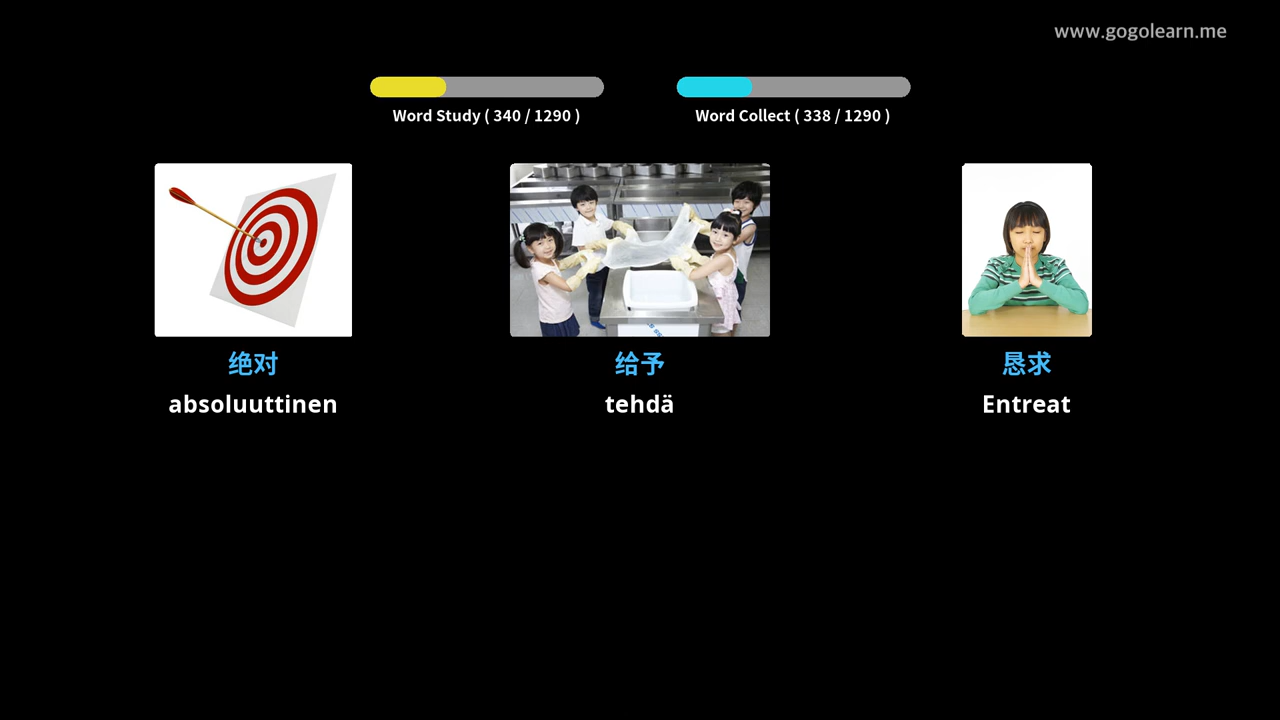 www.gogolearn.me
Word Study ( 340 / 1290 )
Word Collect ( 338 / 1290 )
绝对
给予
恳求
absoluuttinen
tehdä
Entreat